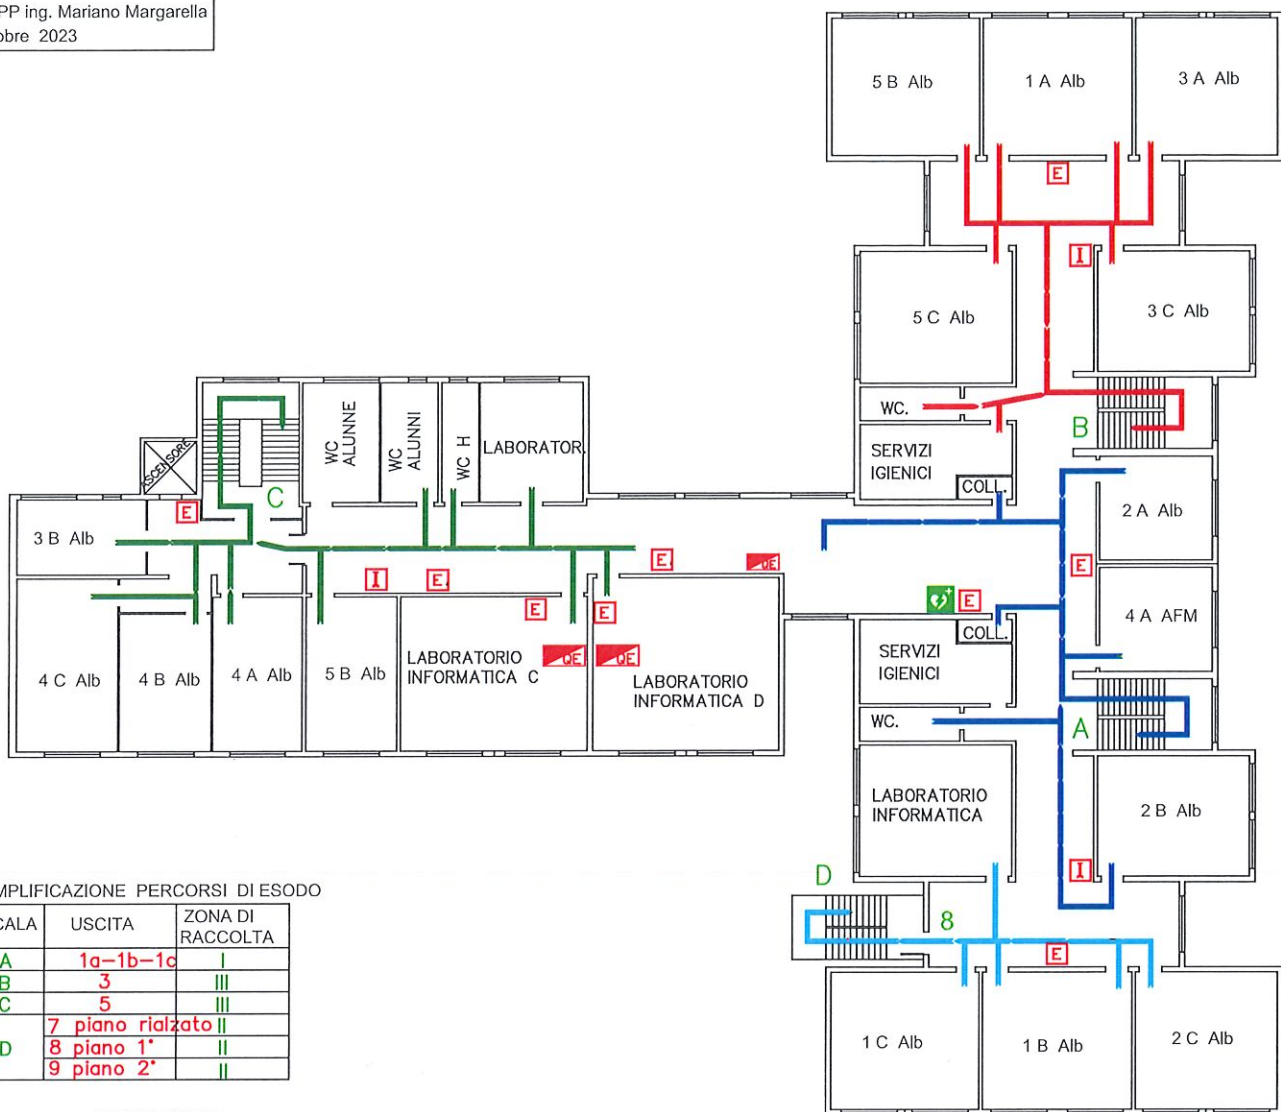 PP ing. Mariano Margarella
obre 2023
5 B Alb
1 A Alb
3 A Alb
E
I
5 C Alb
3 C Alb
WC.
B
SERVIZI
IGIENICI
COLL.
ASCENSORE
WC
ALUNNE
WC
ALUNNI
WC H
LABORATOR.
C
E
3 B Alb
2 A Alb
I
E
E
E
E
QE
E
E
4 A AFM
COLL.
4 C Alb
4 B Alb
4 A Alb
5 B Alb
LABORATORIO
INFORMATICA C
QE
QE
LABORATORIO
INFORMATICA D
SERVIZI
IGIENICI
WC.
A
LABORATORIO
INFORMATICA
2 B Alb
I
D
8
E
1 C Alb
1 B Alb
2 C Alb
MPLIFICAZIONE PERCORSI DI ESODO
CALA USCITA ZONA DI
RACCOLTA
A 1a-1b-1c I
B 3 III
C 5 III
7 piano rialzato II
D 8 piano 1° II
9 piano 2° II